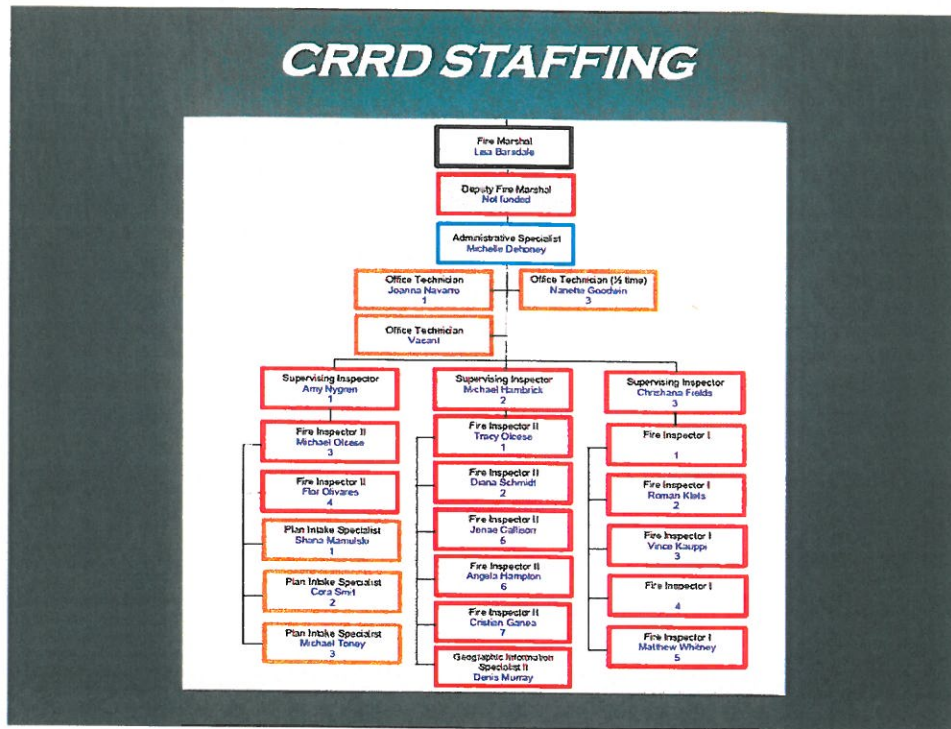 CRRD STAFFING
Fire Marshal
Lisa Barsdale
Deputy Fire Marshal
Not funded
Administrative Specialist
Michelle Dehoney
Office Technician
Joanna Navarro
1
Office Technician (½ time)
Nanette Goodwin
3
Office Technician
Vacant
Supervising Inspector
Amy Nygren
1
Fire Inspector II
Michael Olcese
3
Fire Inspector II
Flor Olivares
4
Plan Intake Specialist
Shana Mamulski
1
Plan Intake Specialist
Cora Smit
2
Plan Intake Specialist
Michael Toney
3
Supervising Inspector
Michael Hambrick
2
Fire Inspector II
Tracy Olcese
1
Fire Inspector II
Diana Schmidt
2
Fire Inspector II
Jenae Callison
5
Fire Inspector II
Angela Hampton
6
Fire Inspector II
Cristian Ganea
7
Geographic Information
Specialist II
Denis Murray
Supervising Inspector
Chrishana Fields
3
Fire Inspector I
1
Fire Inspector I
Roman Kiels
2
Fire Inspector I
Vince Kauppi
3
Fire Inspector I
4
Fire Inspector I
Matthew Whitney
5